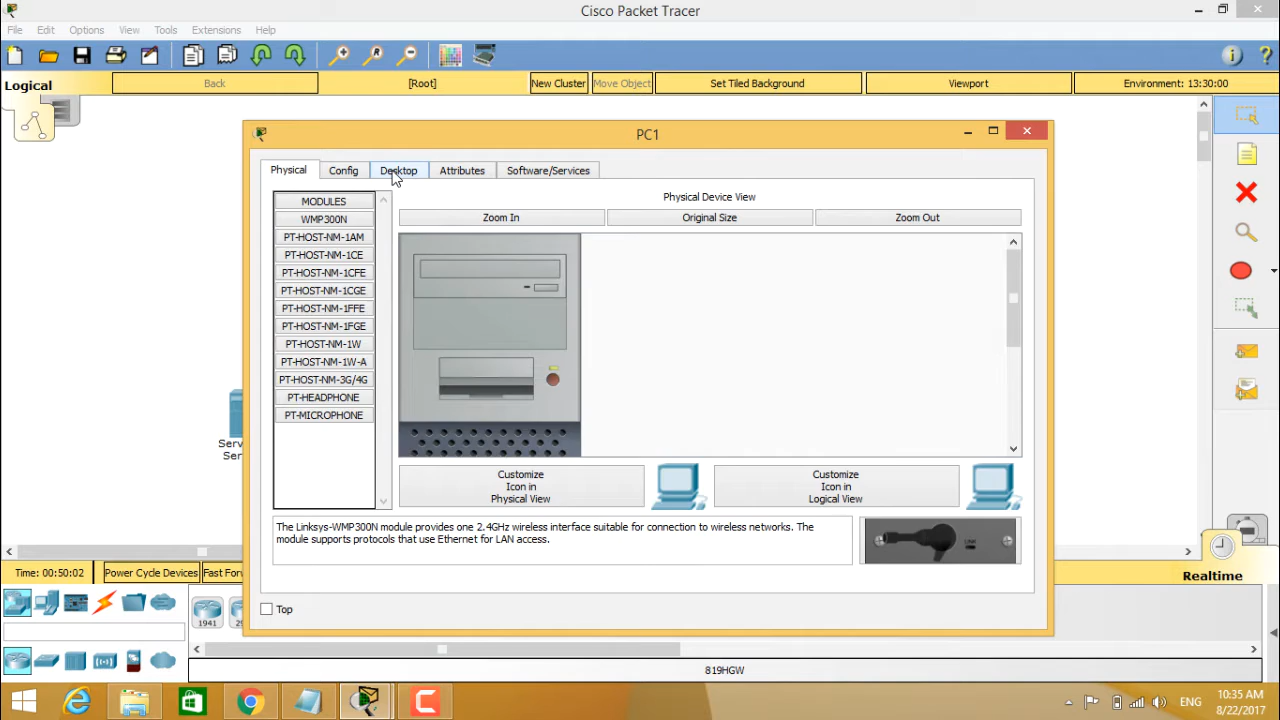 Cisco Packet Tracer
File Edit Options View Tools Extensions Help
Logical
Back
[Root]
New Cluster
Move Object
Set Tiled Background
Viewport
Environment: 13:30:00
PC1
Physical Config Desktop Attributes Software/Services
MODULES
WMP300N
PT-HOST-NM-1AM
PT-HOST-NM-1CE
PT-HOST-NM-1CFE
PT-HOST-NM-1CGE
PT-HOST-NM-1FFE
PT-HOST-NM-1FGE
PT-HOST-NM-1W
PT-HOST-NM-1W-A
PT-HOST-NM-3G/4G
PT-HEADPHONE
PT-MICROPHONE
Physical Device View
Zoom In
Original Size
Zoom Out
Customize
Icon in
Physical View
Customize
Icon in
Logical View
The Linksys-WMP300N module provides one 2.4GHz wireless interface suitable for connection to wireless networks. The
module supports protocols that use Ethernet for LAN access.
LINK
Top
Serv
Ser
Time: 00:50:02
Power Cycle Devices
Fast For
Realtime
1941
2
819HGW
ENG
10:35 AM
8/22/2017